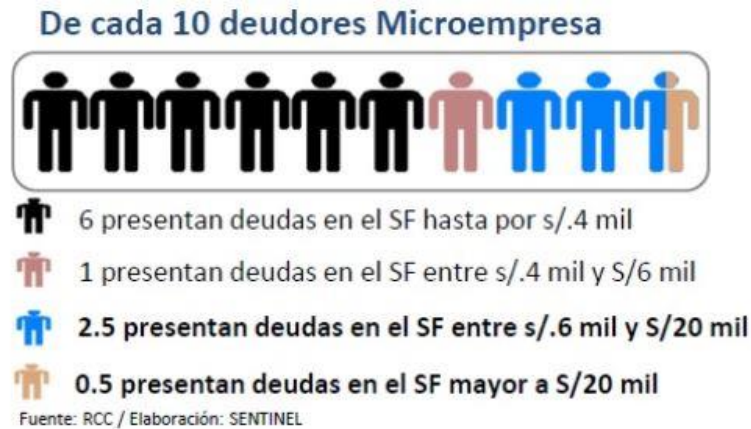 De cada 10 deudores Microempresa
6 presentan deudas en el SF hasta por s/.4 mil
1 presentan deudas en el SF entre s/.4 mil y S/6 mil
2.5 presentan deudas en el SF entre s/.6 mil y S/20 mil
0.5 presentan deudas en el SF mayor a S/20 mil
Fuente: RCC / Elaboración: SENTINEL